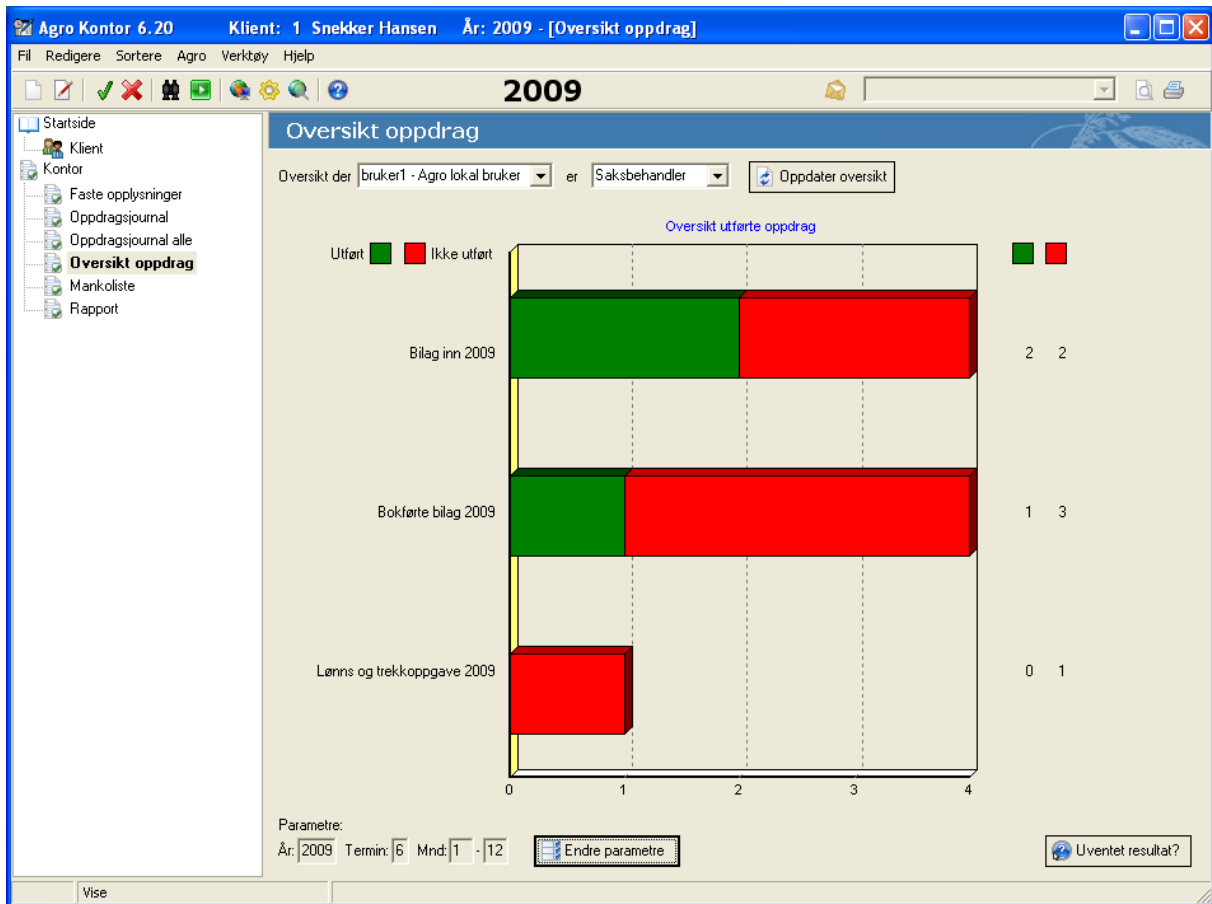 Agro Kontor 6.20 Klient: 1 Snekker Hansen År: 2009 - [Oversikt oppdrag]
Fil Redigere Sortere Agro Verktøy Hjelp
2009
Startside
Klient
Kontor
Faste opplysninger
Oppdragsjournal
Oppdragsjournal alle
Oversikt oppdrag
Mankoliste
Rapport
Oversikt oppdrag
Oversikt der bruker1 - Agro lokal bruker er Saksbehandler Oppdater oversikt
Oversikt utførte oppdrag
Utført Ikke utført
Bilag inn 2009 2 2
Bokførte bilag 2009 1 3
Lønns og trekkoppgave 2009 0 1
0 1 2 3 4
Parametre:
År: 2009 Termin: 6 Mnd: 1 - 12 Endre parametre Uventet resultat?
Vise